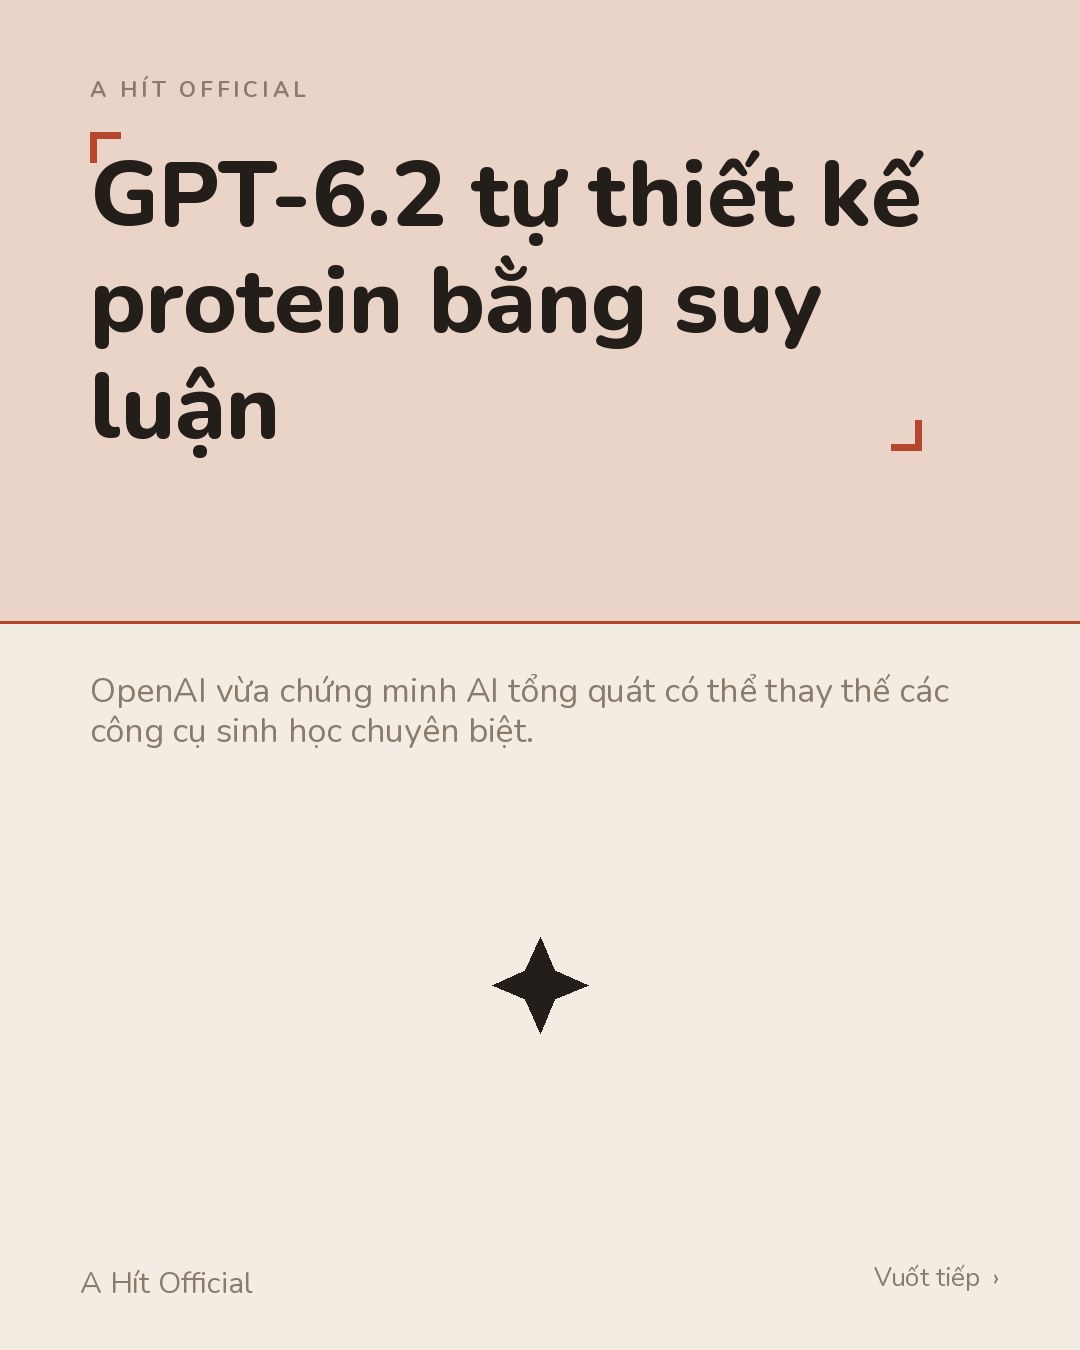 A HÍT OFFICIAL
GPT-6.2 tự thiết kế
protein bằng suy
luận
OpenAI vừa chứng minh AI tổng quát có thể thay thế các
công cụ sinh học chuyên biệt.
A Hít Official
Vuốt tiếp ›